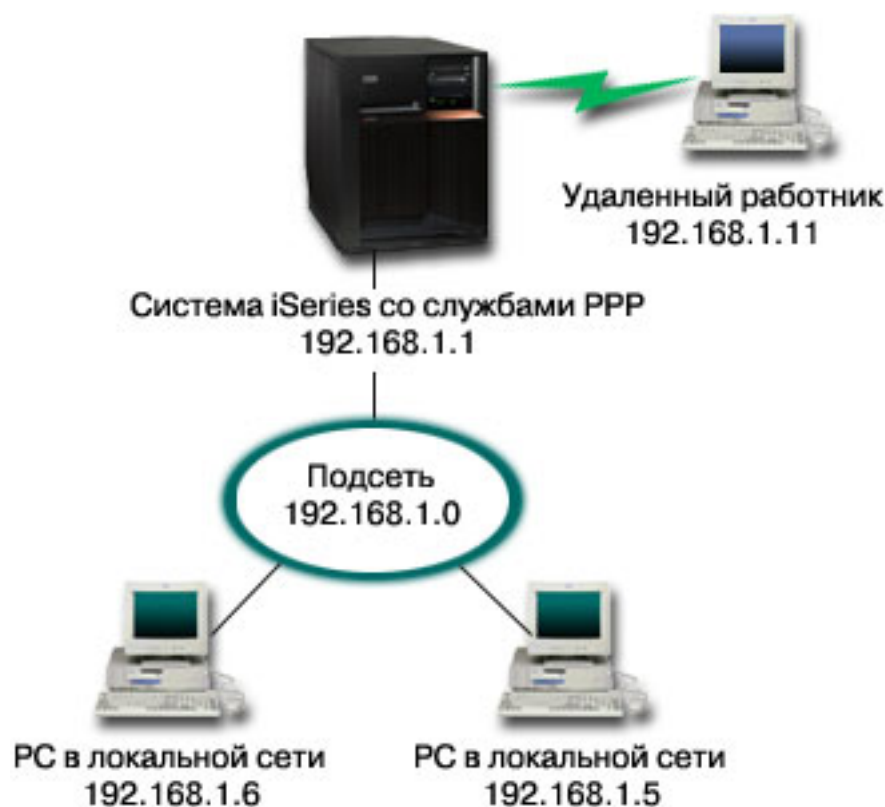 Удаленный работник
192.168.1.11
Система iSeries со службами PPP
192.168.1.1
Подсеть
192.168.1.0
PC в локальной сети
192.168.1.6
PC в локальной сети
192.168.1.5